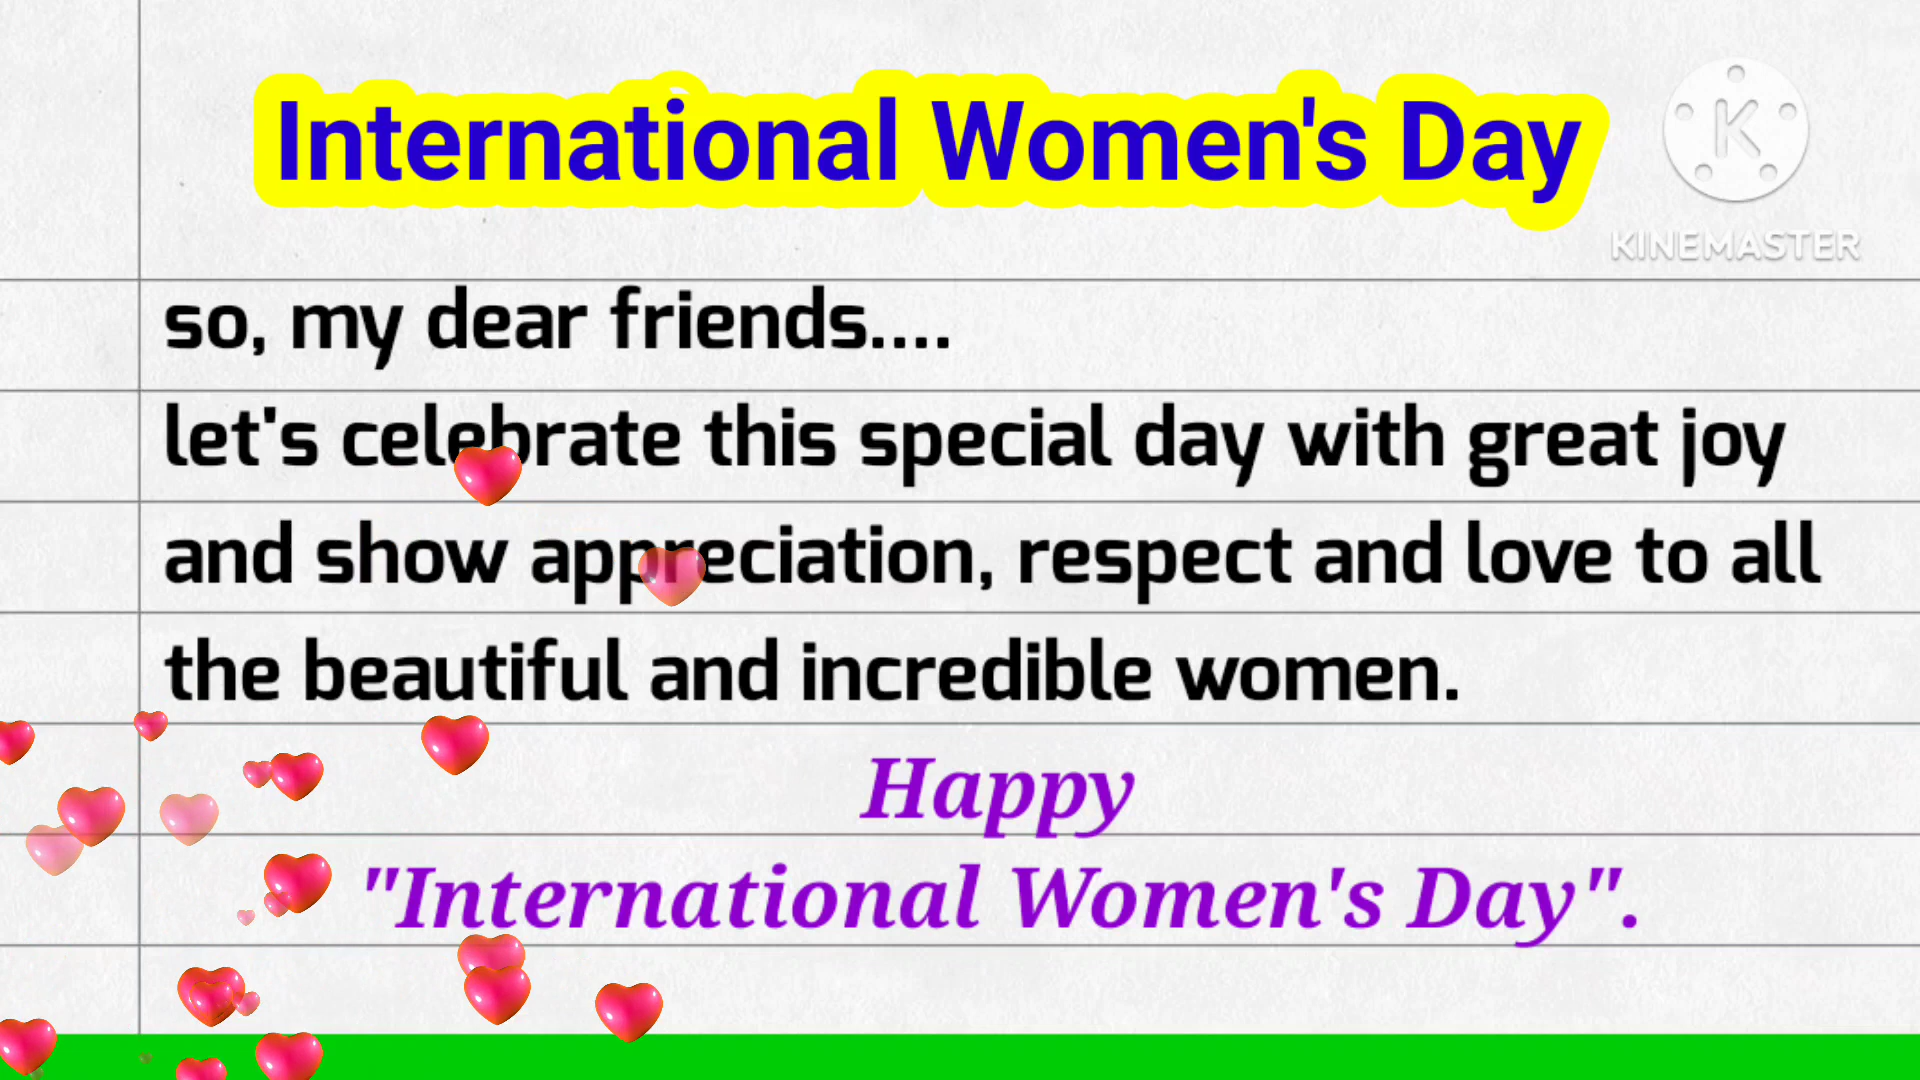 International Women's Day
K
KINEMASTER
so, my dear friends....
let's celebrate this special day with great joy
and show appreciation, respect and love to all
the beautiful and incredible women.
Happy
"International Women's Day".